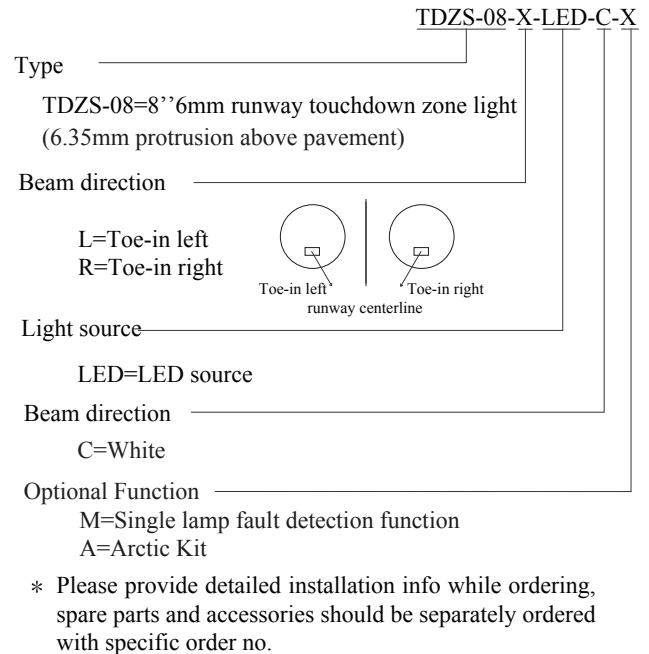 TDZS-08-X-LED-C-X
Type
TDZS-08=8’’6mm runway touchdown zone light
(6.35mm protrusion above pavement)
Beam direction
L=Toe-in left
R=Toe-in right
Toe-in left
Toe-in right
runway centerline
Light source
LED=LED source
Beam direction
C=White
Optional Function
M=Single lamp fault detection function
A=Arctic Kit
* Please provide detailed installation info while ordering,
spare parts and accessories should be separately ordered
with specific order no.